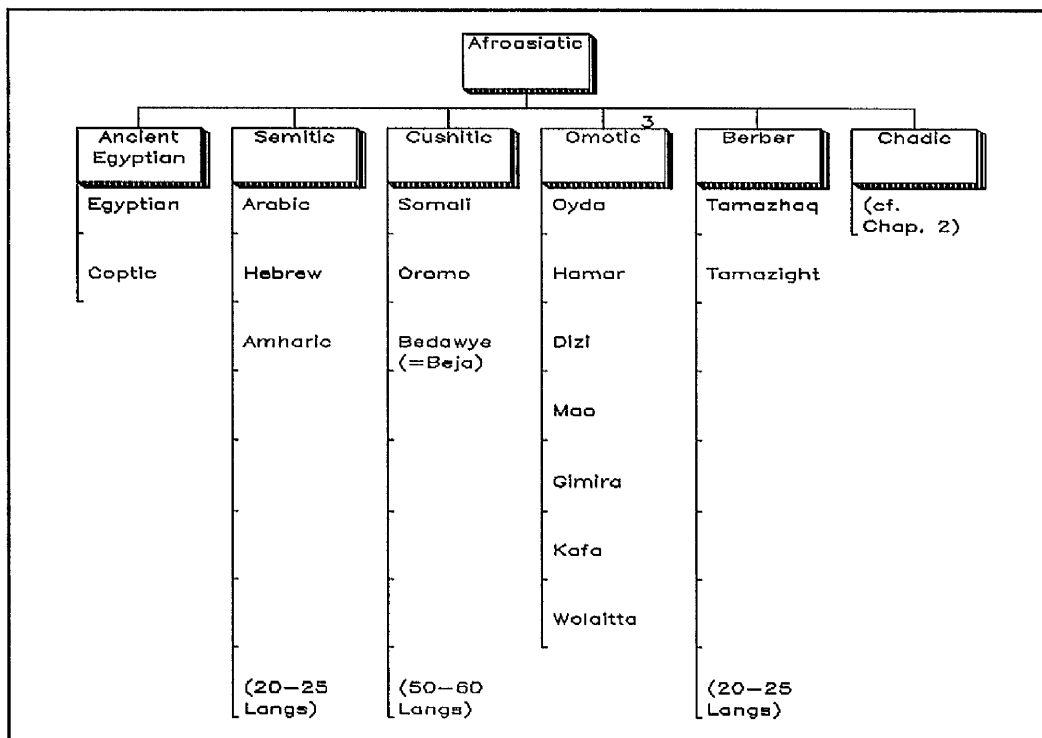 Afroasiatic
Ancient
Egyptian
Egyptian
Coptic
Semitic
Arabic
Hebrew
Amharic
(20-25
Langs)
Cushitic
Somali
Oromo
Bedawye
(=Beja)
(50-60
Langs)
3
Omotic
Oyda
Hamar
Dizi
Mao
Gimira
Kafa
Wolaitta
Berber
Tamazhaq
Tamazight
(20-25
Langs)
Chadic
(cf.
Chap. 2)